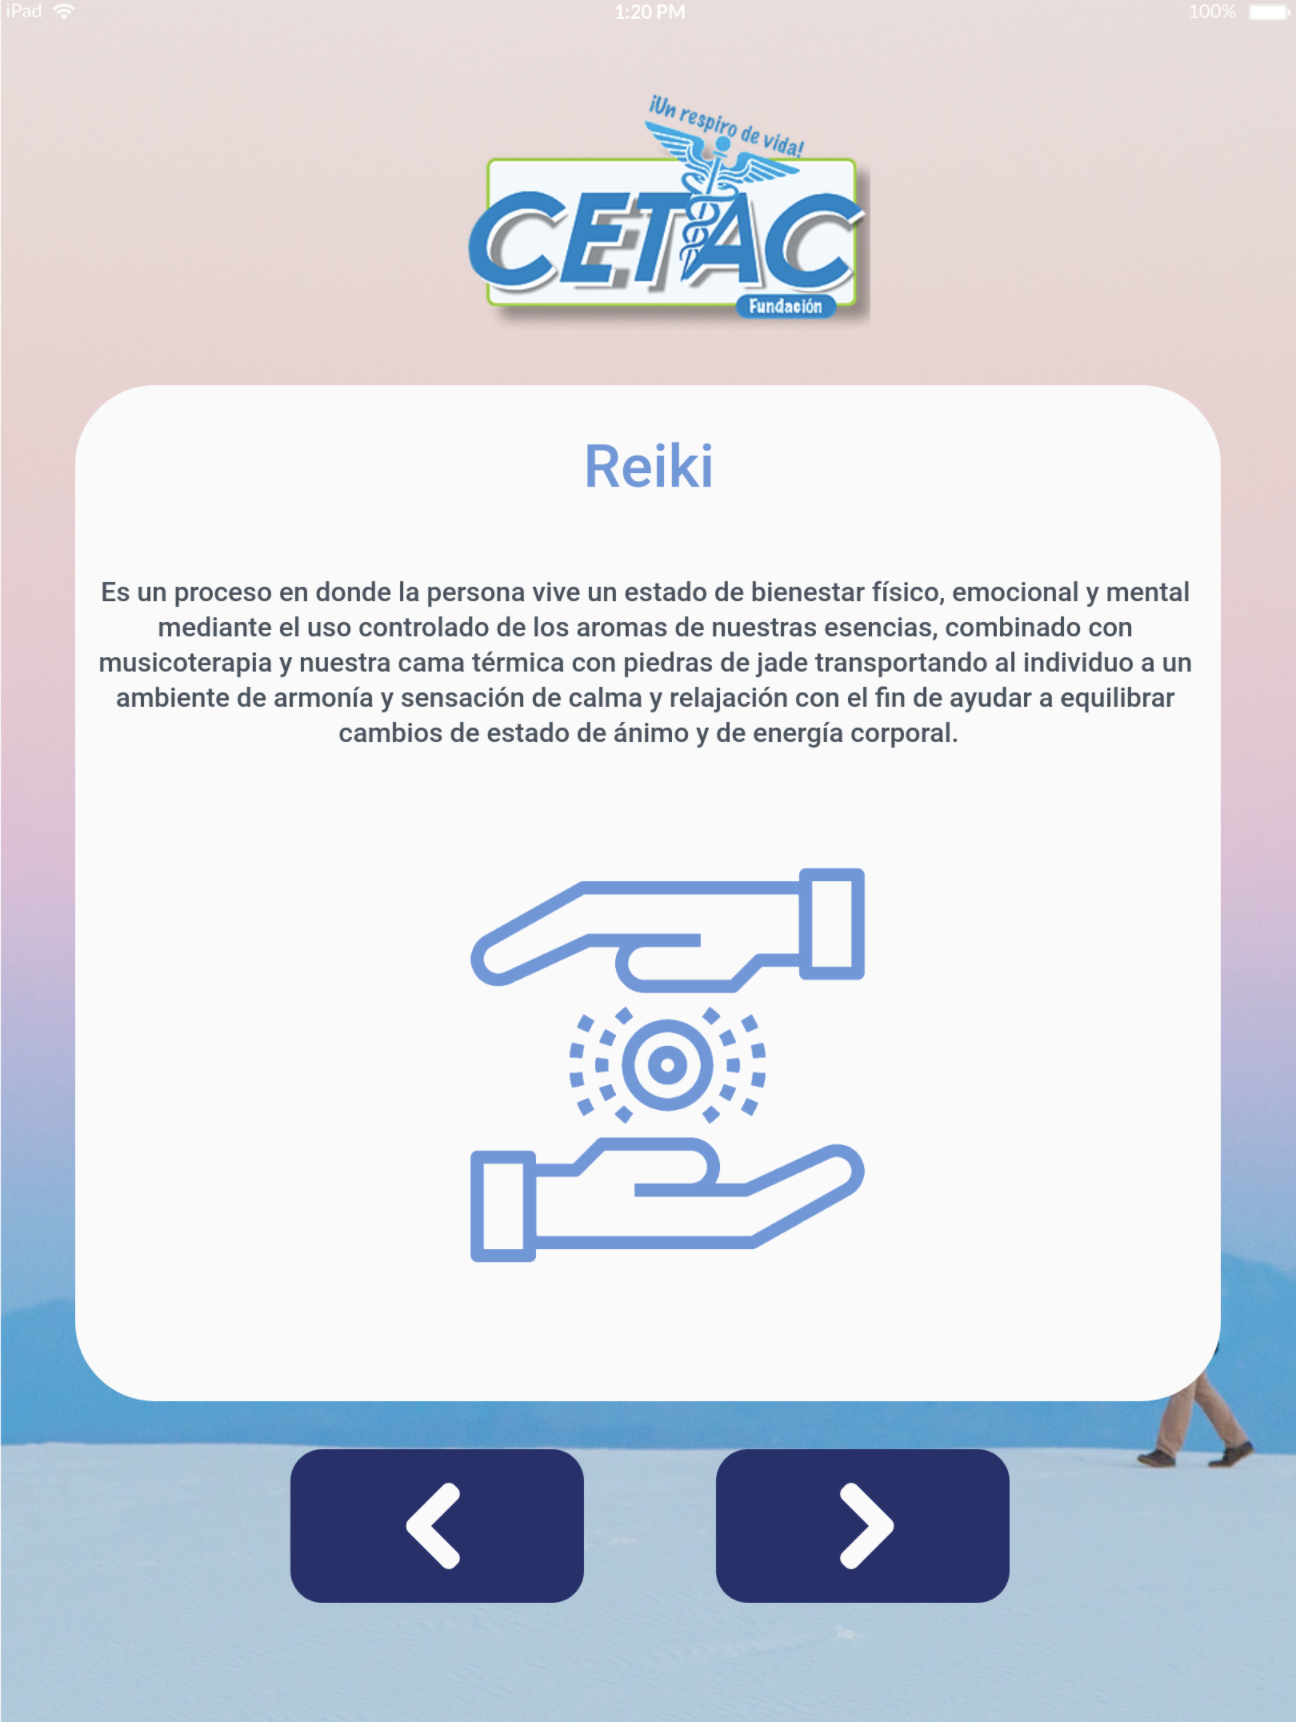 iPad
1:20 PM
100%
¡Un respiro de vida!
CETAC
Fundación
Reiki
Es un proceso en donde la persona vive un estado de bienestar físico, emocional y mental
mediante el uso controlado de los aromas de nuestras esencias, combinado con
musicoterapia y nuestra cama térmica con piedras de jade transportando al individuo a un
ambiente de armonía y sensación de calma y relajación con el fin de ayudar a equilibrar
cambios de estado de ánimo y de energía corporal.